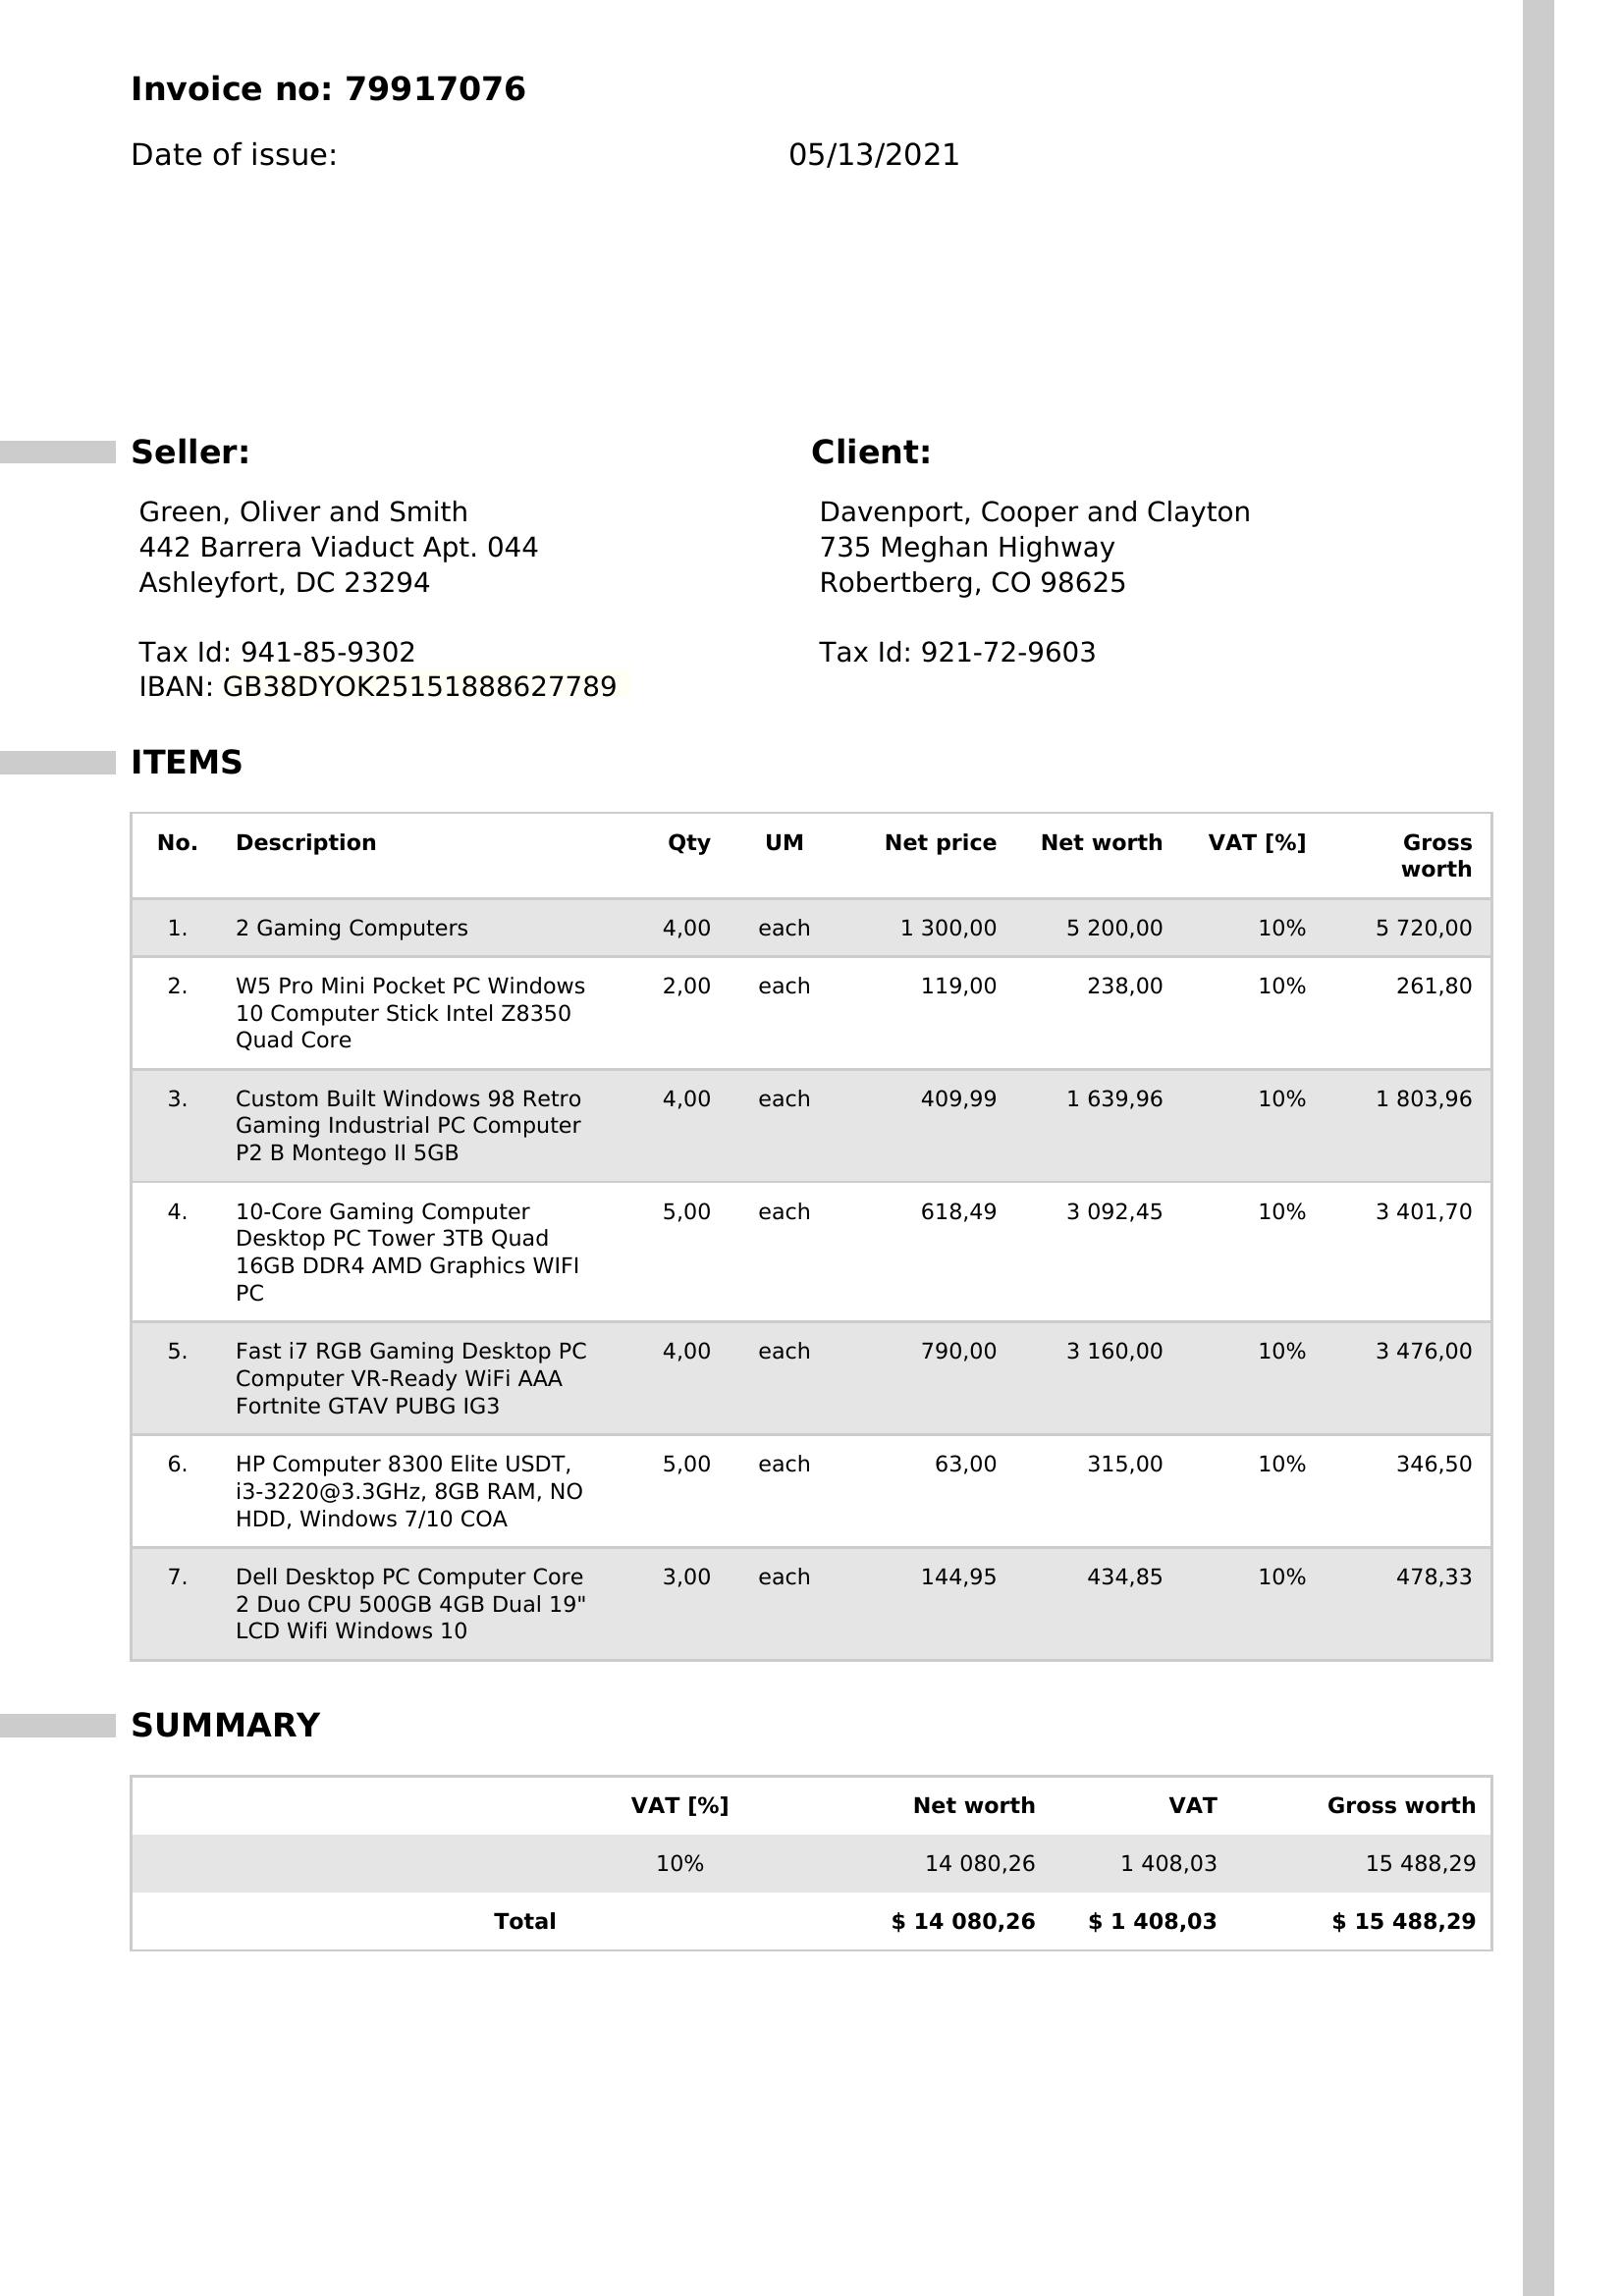 Invoice no: 79917076
Date of issue: 05/13/2021
Seller:
Green, Oliver and Smith
442 Barrera Viaduct Apt. 044
Ashleyfort, DC 23294
Tax Id: 941-85-9302
IBAN: GB38DYOK25151888627789
Client:
Davenport, Cooper and Clayton
735 Meghan Highway
Robertberg, CO 98625
Tax Id: 921-72-9603
ITEMS
No. Description Qty UM Net price Net worth VAT [%] Gross
worth
1. 2 Gaming Computers 4,00 each 1 300,00 5 200,00 10% 5 720,00
2. W5 Pro Mini Pocket PC Windows 2,00 each 119,00 238,00 10% 261,80
10 Computer Stick Intel Z8350
Quad Core
3. Custom Built Windows 98 Retro 4,00 each 409,99 1 639,96 10% 1 803,96
Gaming Industrial PC Computer
P2 B Montego II 5GB
4. 10-Core Gaming Computer 5,00 each 618,49 3 092,45 10% 3 401,70
Desktop PC Tower 3TB Quad
16GB DDR4 AMD Graphics WIFI
PC
5. Fast i7 RGB Gaming Desktop PC 4,00 each 790,00 3 160,00 10% 3 476,00
Computer VR-Ready WiFi AAA
Fortnite GTAV PUBG IG3
6. HP Computer 8300 Elite USDT, 5,00 each 63,00 315,00 10% 346,50
i3-3220@3.3GHz, 8GB RAM, NO
HDD, Windows 7/10 COA
7. Dell Desktop PC Computer Core 3,00 each 144,95 434,85 10% 478,33
2 Duo CPU 500GB 4GB Dual 19"
LCD Wifi Windows 10
SUMMARY
VAT [%] Net worth VAT Gross worth
10% 14 080,26 1 408,03 15 488,29
Total $ 14 080,26 $ 1 408,03 $ 15 488,29